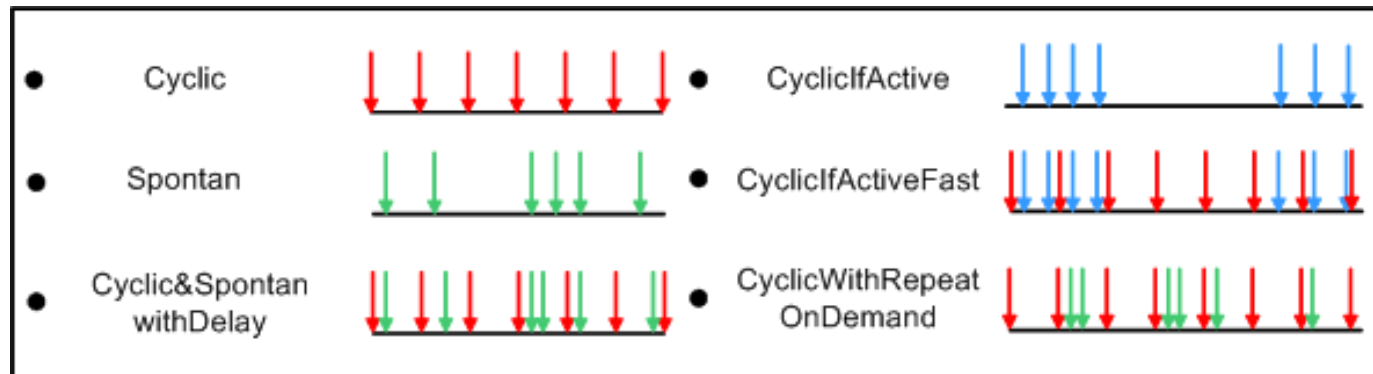 Cyclic
CyclicIfActive
Spontan
CyclicIfActiveFast
Cyclic&Spontan
withDelay
CyclicWithRepeat
OnDemand